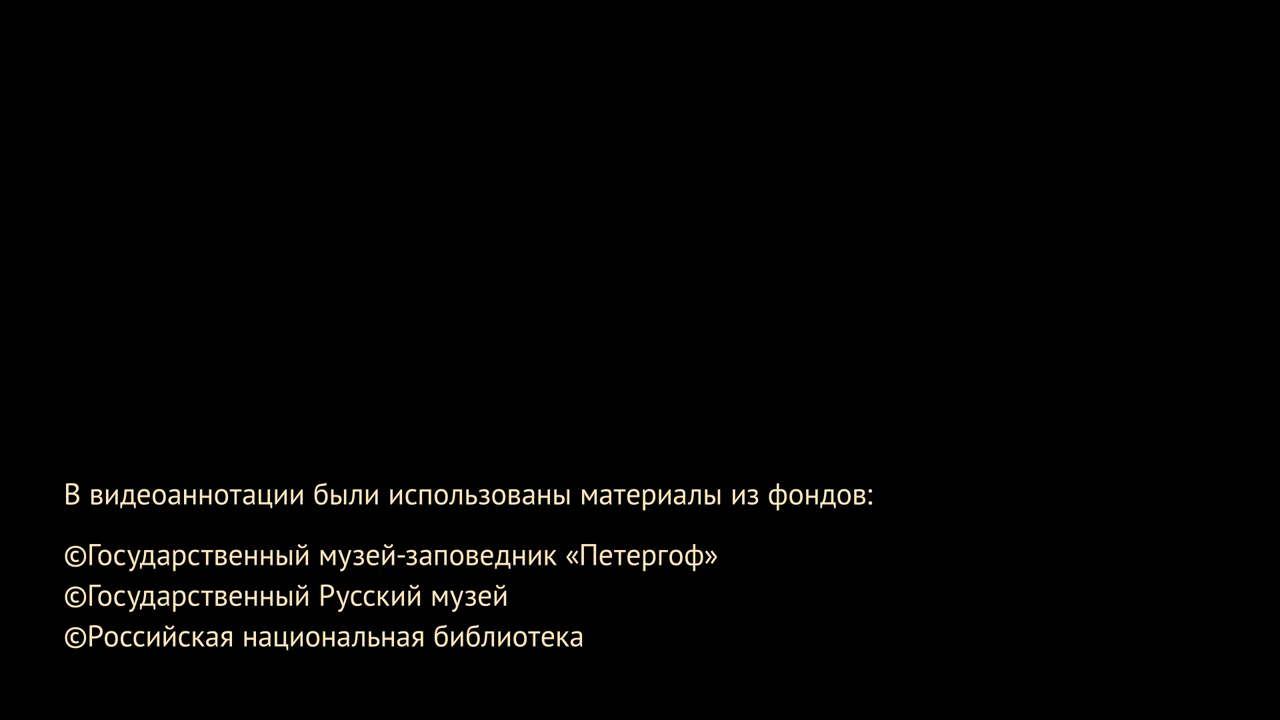 В видеоаннотации были использованы материалы из фондов:
©Государственный музей-заповедник «Петергоф»
©Государственный Русский музей
©Российская национальная библиотека